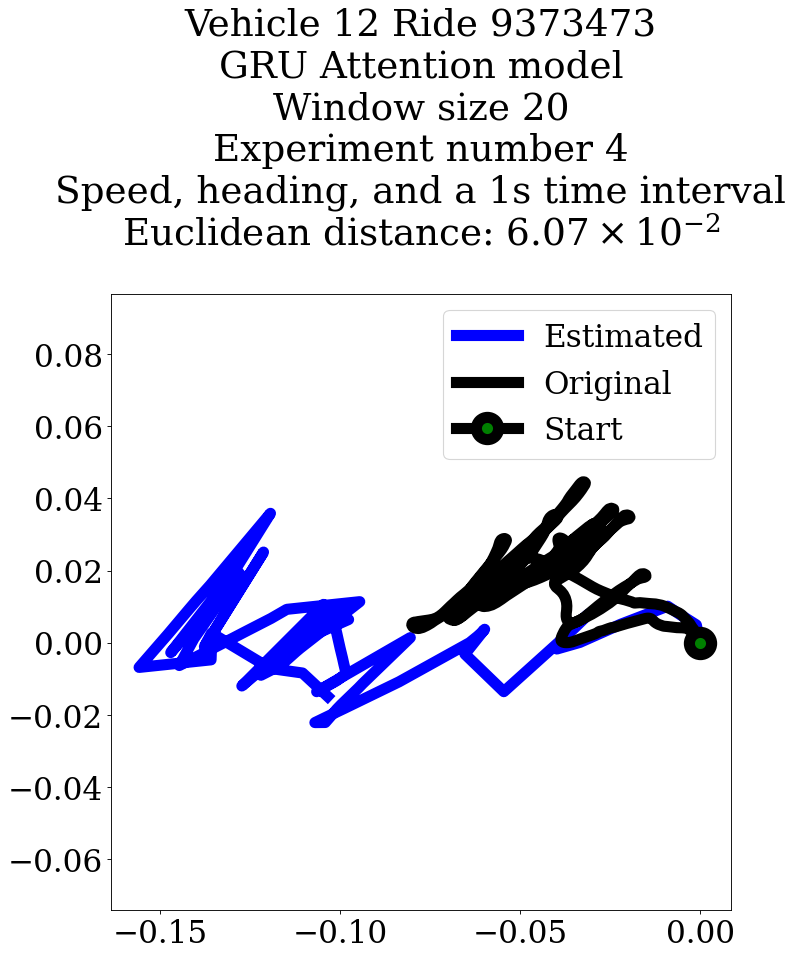 Vehicle 12 Ride 9373473
GRU Attention model
Window size 20
Experiment number 4
Speed, heading, and a 1s time interval
Euclidean distance: 6.07 × 10⁻²
Estimated
Original
Start
0.08
0.06
0.04
0.02
0.00
−0.02
−0.04
−0.06
−0.15 −0.10 −0.05 0.00